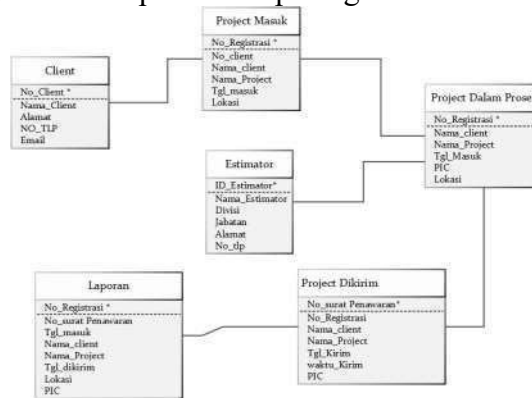 Project Masuk
No_Registrasi *
No_client
Nama_client
Nama_Project
Tgl_masuk
Lokasi
Client
No_Client *
Nama_Client
Alamat
NO_TLP
Email
Project Dalam Prose
No_Registrasi *
Nama_client
Nama_Project
Tgl_Masuk
PIC
Lokasi
Estimator
ID_Estimator*
Nama_Estimator
Divisi
Jabatan
Alamat
No_tlp
Laporan
No_Registrasi *
No_surat Penawaran
Tgl_masuk
Nama_client
Nama_Project
Tgl_dikirim
Lokasi
PIC
Project Dikirim
No_surat Penawaran*
No_Registrasi
Nama_client
Nama_Project
Tgl_Kirim
waktu_Kirim
PIC